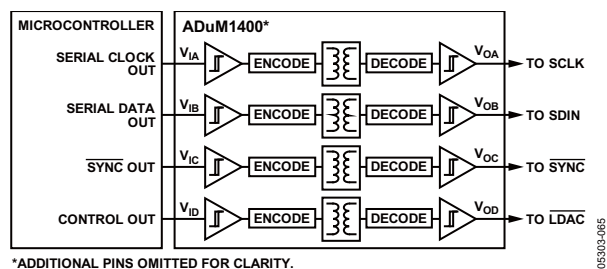 MICROCONTROLLER
ADuM1400*
SERIAL CLOCK
OUT
VIA
ENCODE
DECODE
VOA
TO SCLK
SERIAL DATA
OUT
VIB
ENCODE
DECODE
VOB
TO SDIN
SYNC OUT
VIC
ENCODE
DECODE
VOC
TO SYNC
CONTROL OUT
VID
ENCODE
DECODE
VOD
TO LDAC
*ADDITIONAL PINS OMITTED FOR CLARITY.
05303-065